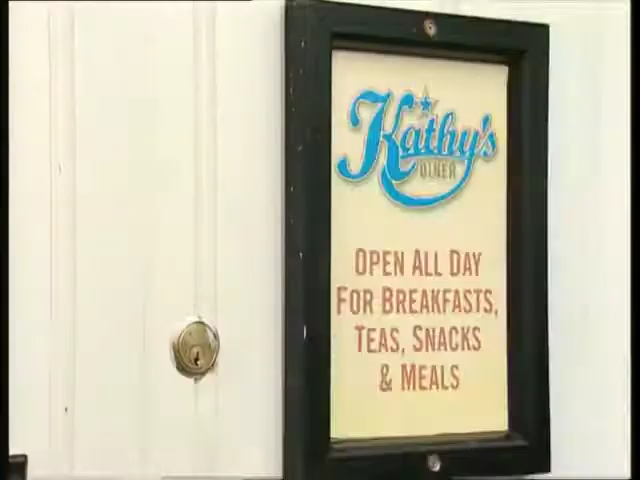 Kathy's
DINER
OPEN ALL DAY
FOR BREAKFASTS,
TEAS, SNACKS
& MEALS